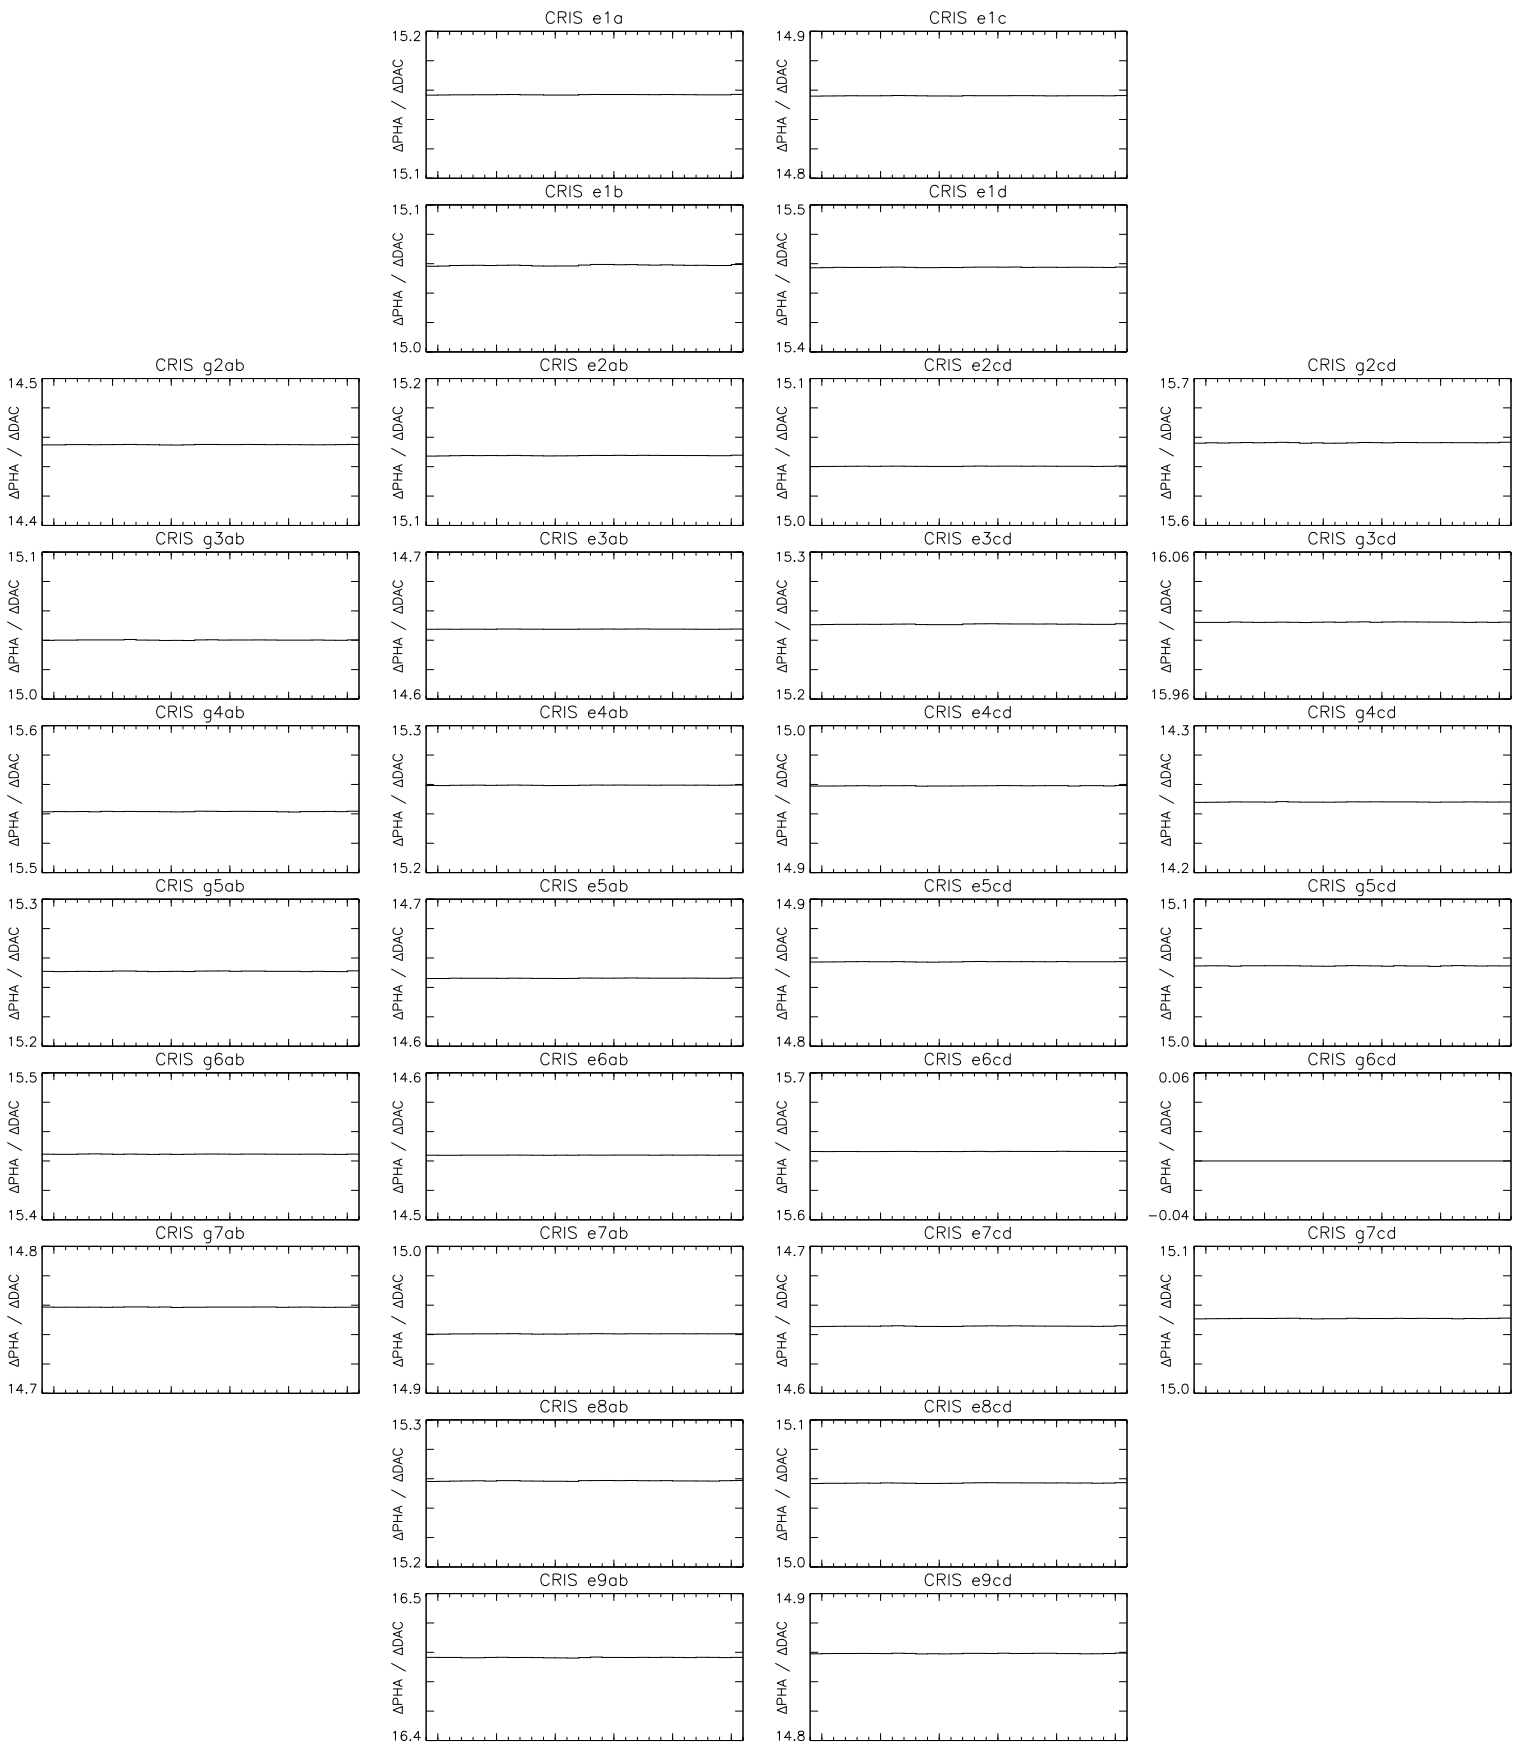 CRIS e1a
15.2
ΔPHA / ΔDAC
15.1
CRIS e1c
14.9
ΔPHA / ΔDAC
14.8
CRIS e1b
15.1
ΔPHA / ΔDAC
15.0
CRIS e1d
15.5
ΔPHA / ΔDAC
15.4
CRIS g2ab
14.5
ΔPHA / ΔDAC
14.4
CRIS e2ab
15.2
ΔPHA / ΔDAC
15.1
CRIS e2cd
15.1
ΔPHA / ΔDAC
15.0
CRIS g2cd
15.7
ΔPHA / ΔDAC
15.6
CRIS g3ab
15.1
ΔPHA / ΔDAC
15.0
CRIS e3ab
14.7
ΔPHA / ΔDAC
14.6
CRIS e3cd
15.3
ΔPHA / ΔDAC
15.2
CRIS g3cd
16.06
ΔPHA / ΔDAC
15.96
CRIS g4ab
15.6
ΔPHA / ΔDAC
15.5
CRIS e4ab
15.3
ΔPHA / ΔDAC
15.2
CRIS e4cd
15.0
ΔPHA / ΔDAC
14.9
CRIS g4cd
14.3
ΔPHA / ΔDAC
14.2
CRIS g5ab
15.3
ΔPHA / ΔDAC
15.2
CRIS e5ab
14.7
ΔPHA / ΔDAC
14.6
CRIS e5cd
14.9
ΔPHA / ΔDAC
14.8
CRIS g5cd
15.1
ΔPHA / ΔDAC
15.0
CRIS g6ab
15.5
ΔPHA / ΔDAC
15.4
CRIS e6ab
14.6
ΔPHA / ΔDAC
14.5
CRIS e6cd
15.7
ΔPHA / ΔDAC
15.6
CRIS g6cd
0.06
ΔPHA / ΔDAC
−0.04
CRIS g7ab
14.8
ΔPHA / ΔDAC
14.7
CRIS e7ab
15.0
ΔPHA / ΔDAC
14.9
CRIS e7cd
14.7
ΔPHA / ΔDAC
14.6
CRIS g7cd
15.1
ΔPHA / ΔDAC
15.0
CRIS e8ab
15.3
ΔPHA / ΔDAC
15.2
CRIS e8cd
15.1
ΔPHA / ΔDAC
15.0
CRIS e9ab
16.5
ΔPHA / ΔDAC
16.4
CRIS e9cd
14.9
ΔPHA / ΔDAC
14.8